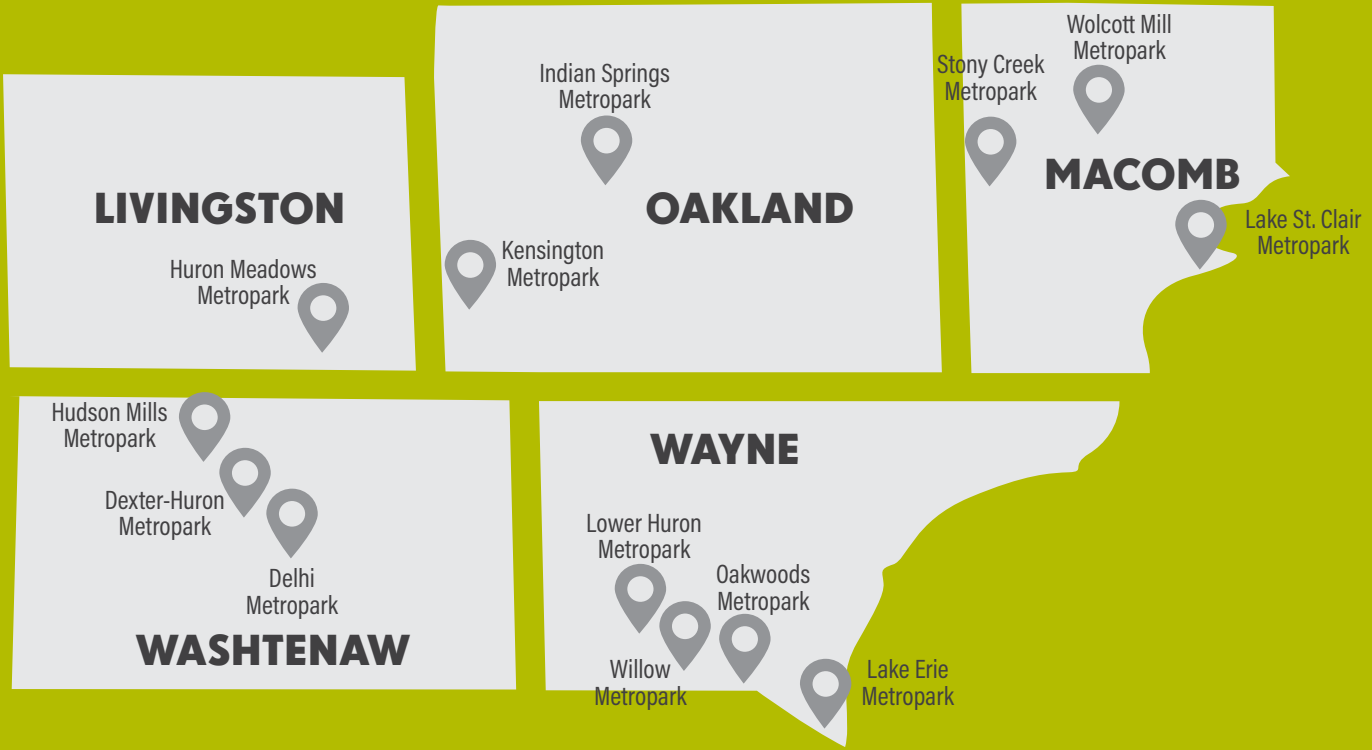 LIVINGSTON
Huron Meadows
Metropark
Indian Springs
Metropark
OAKLAND
Kensington
Metropark
Wolcott Mill
Metropark
Stony Creek
Metropark
MACOMB
Lake St. Clair
Metropark
Hudson Mills
Metropark
Dexter-Huron
Metropark
Delhi
Metropark
WASHTENAW
WAYNE
Lower Huron
Metropark
Oakwoods
Metropark
Willow
Metropark
Lake Erie
Metropark